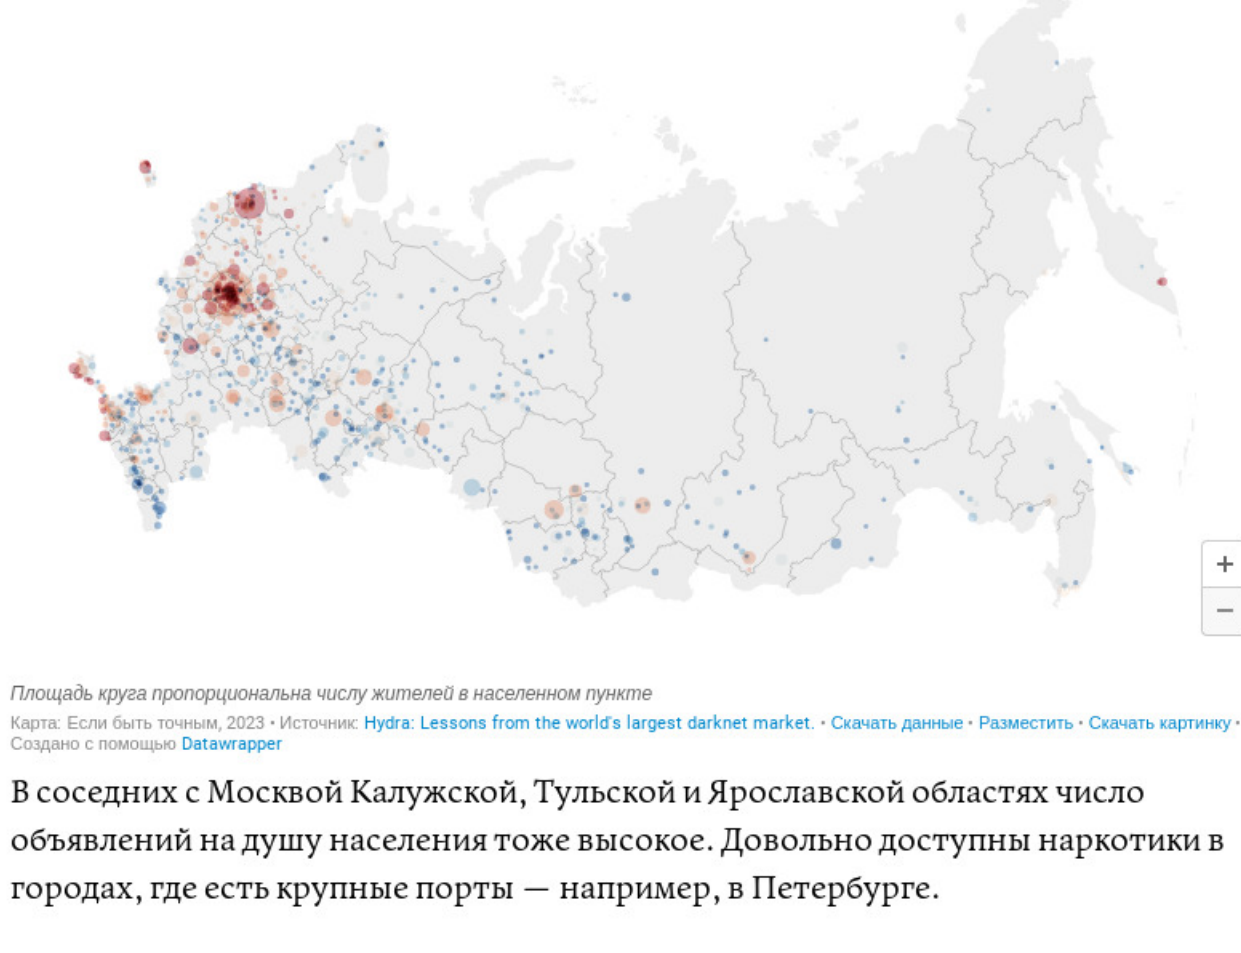 +
−
Площадь круга пропорциональна числу жителей в населенном пункте
Карта: Если быть точным, 2023 • Источник: Hydra: Lessons from the world's largest darknet market. • Скачать данные • Разместить • Скачать картинку •
Создано с помощью Datawrapper
В соседних с Москвой Калужской, Тульской и Ярославской областях число
объявлений на душу населения тоже высокое. Довольно доступны наркотики в
городах, где есть крупные порты — например, в Петербурге.